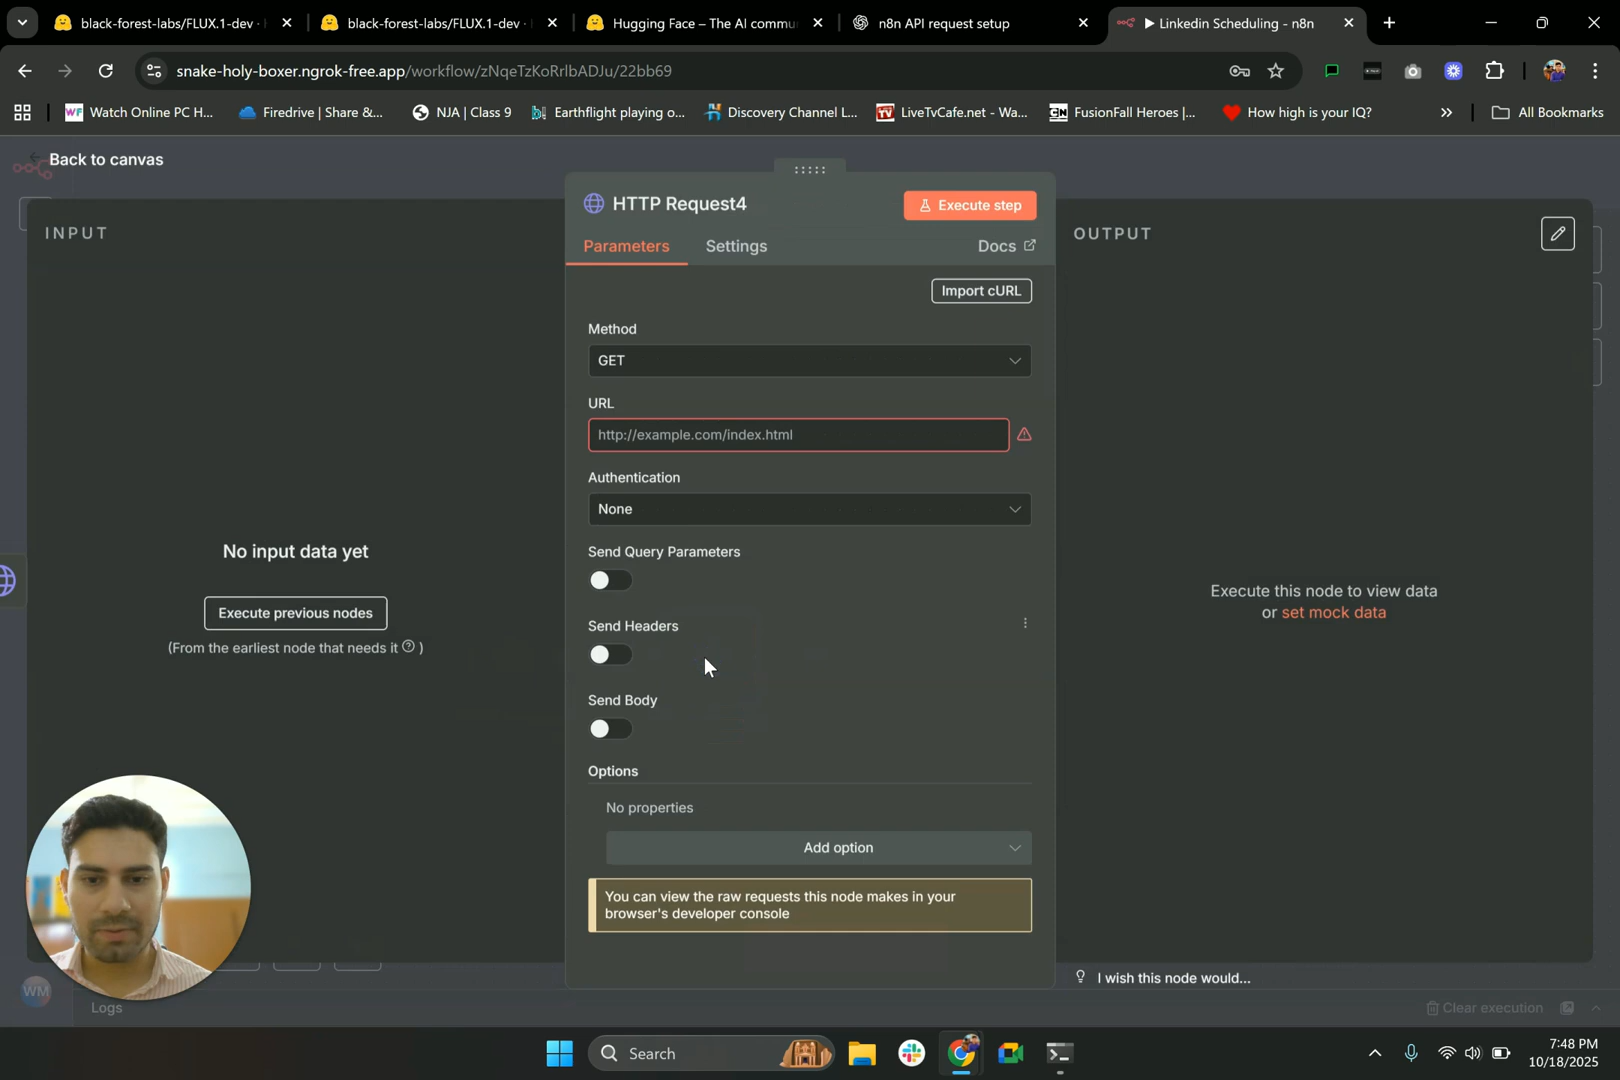 black-forest-labs/FLUX.1-dev ·
black-forest-labs/FLUX.1-dev ·
Hugging Face – The AI commu
n8n API request setup
▶ Linkedin Scheduling - n8n
snake-holy-boxer.ngrok-free.app/workflow/zNqeTzKoRrlbADJu/22bb69
Watch Online PC H...
Firedrive | Share &...
NJA | Class 9
Earthflight playing o...
Discovery Channel L...
LiveTvCafe.net - Wa...
FusionFall Heroes |...
How high is your IQ?
All Bookmarks
Back to canvas
INPUT
HTTP Request4
Execute step
OUTPUT
Parameters
Settings
Docs
Import cURL
Method
GET
URL
http://example.com/index.html
Authentication
None
Send Query Parameters
No input data yet
Execute previous nodes
(From the earliest node that needs it ? )
Send Headers
Execute this node to view data
or set mock data
Send Body
Options
No properties
Add option
You can view the raw requests this node makes in your
browser's developer console
I wish this node would...
WM
Logs
Clear execution
Search
7:48 PM
10/18/2025